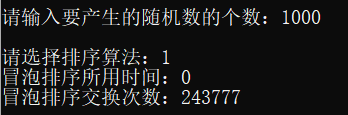 请输入要产生的随机数的个数：1000
请选择排序算法：1
冒泡排序所用时间：0
冒泡排序交换次数：243777